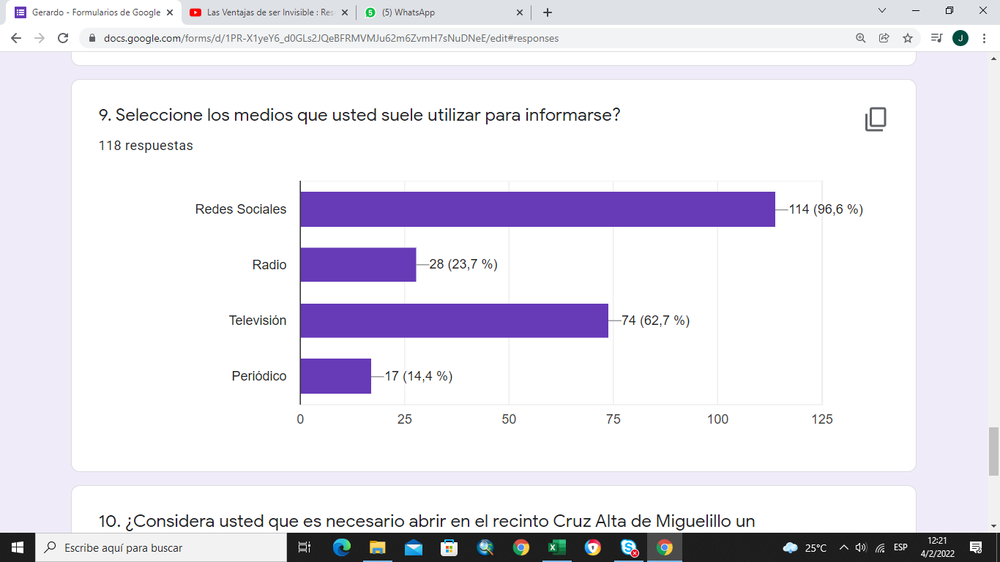 Gerardo - Formularios de Google
Las Ventajas de ser Invisible : Res
(5) WhatsApp
docs.google.com/forms/d/1PR-X1yeY6_d0GLs2JQeBFRMVMJu62m6ZvmH7sNuDNeE/edit#responses
J
9. Seleccione los medios que usted suele utilizar para informarse?
118 respuestas
Redes Sociales
114 (96,6 %)
Radio
28 (23,7 %)
Televisión
74 (62,7 %)
Periódico
17 (14,4 %)
0 25 50 75 100 125
10. ¿Considera usted que es necesario abrir en el recinto Cruz Alta de Miguelillo un
Escribe aquí para buscar
25°C
ESP
12:21
4/2/2022